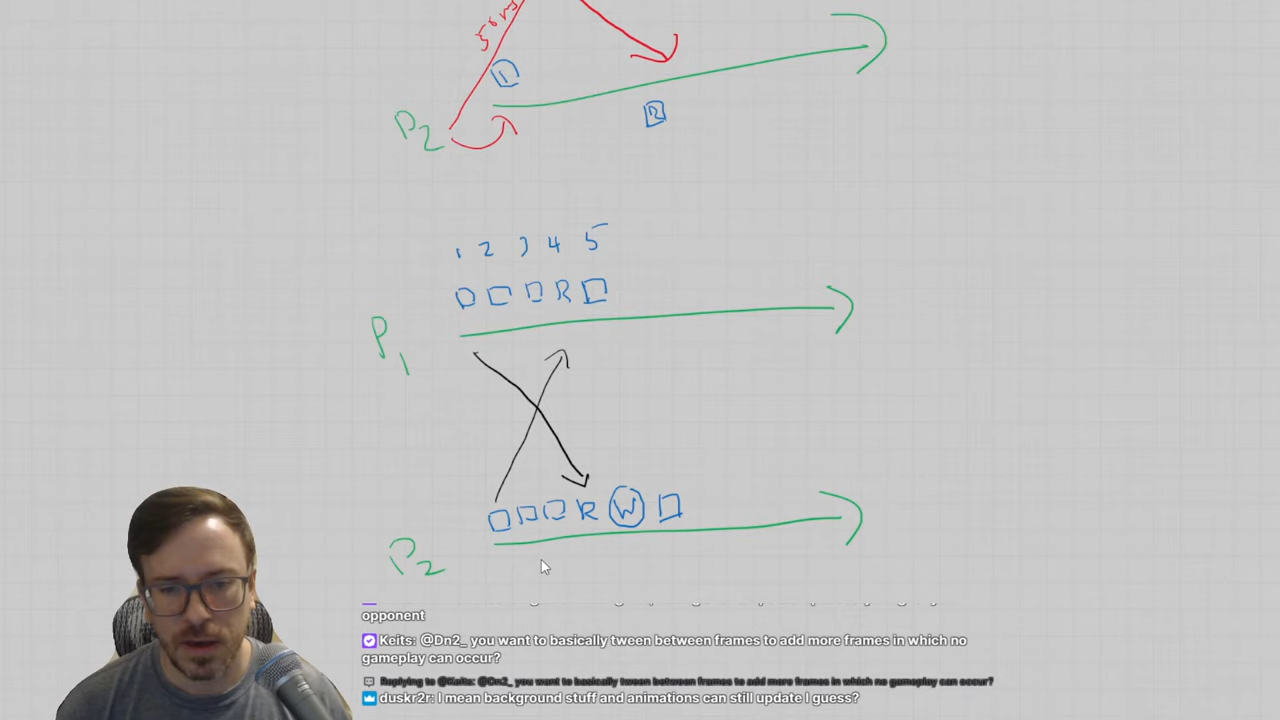 50ms
1
2
P2
1 2 3 4 5
R
P1
R W
P2
opponent
Keits: @Dn2_ you want to basically tween between frames to add more frames in which no
gameplay can occur?
Replying to @Keits: @Dn2_ you want to basically tween between frames to add more frames in which no gameplay can occur?
duskr2r: I mean background stuff and animations can still update I guess?